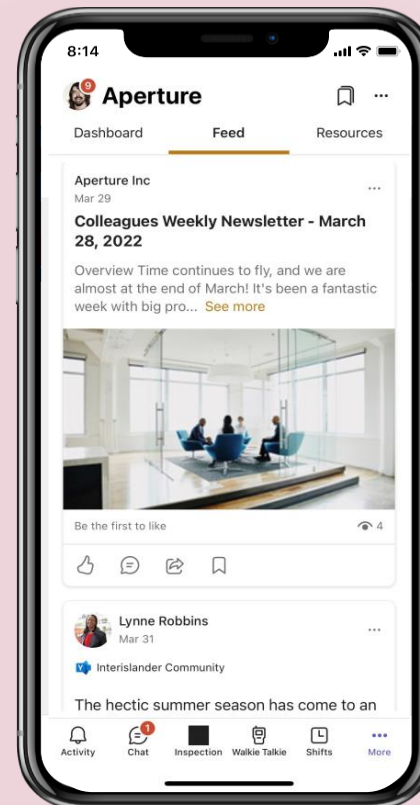 8:14
9
Aperture
Dashboard Feed Resources
Aperture Inc
Mar 29
Colleagues Weekly Newsletter - March
28, 2022
Overview Time continues to fly, and we are
almost at the end of March! It's been a fantastic
week with big pro... See more
Be the first to like 4
Lynne Robbins
Mar 31
Interislander Community
The hectic summer season has come to an
1
Activity Chat Inspection Walkie Talkie Shifts More